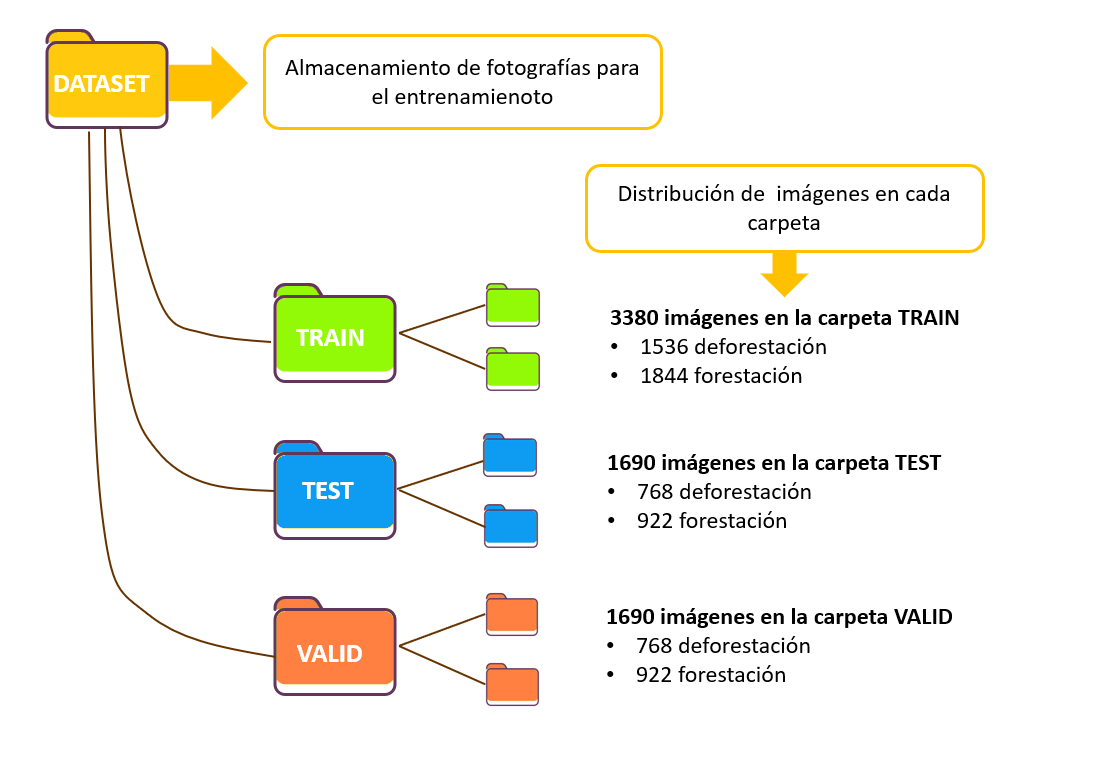 DATASET
Almacenamiento de fotografías para
el entrenamienoto
Distribución de imágenes en cada
carpeta
TRAIN
3380 imágenes en la carpeta TRAIN
• 1536 deforestación
• 1844 forestación
TEST
1690 imágenes en la carpeta TEST
• 768 deforestación
• 922 forestación
VALID
1690 imágenes en la carpeta VALID
• 768 deforestación
• 922 forestación